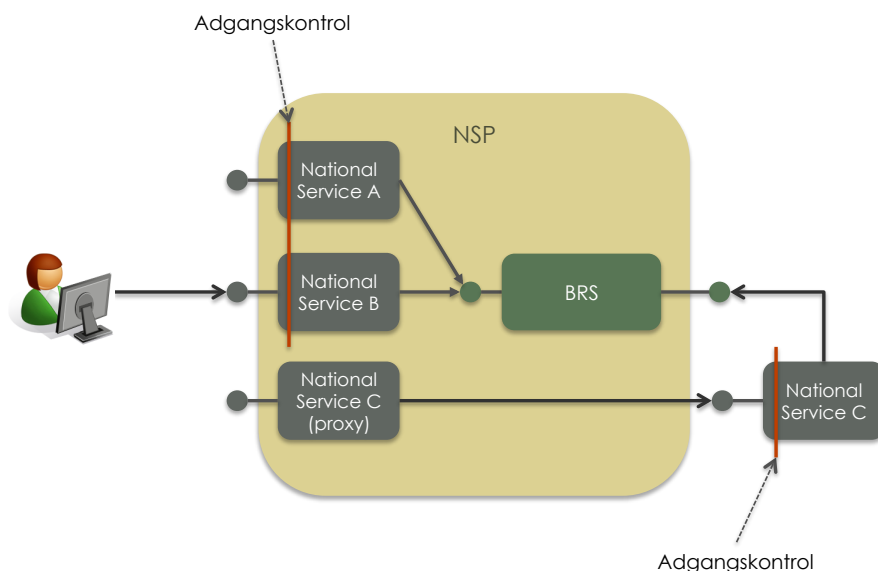 Adgangskontrol
NSP
National
Service A
National
Service B
BRS
National
Service C
(proxy)
National
Service C
Adgangskontrol